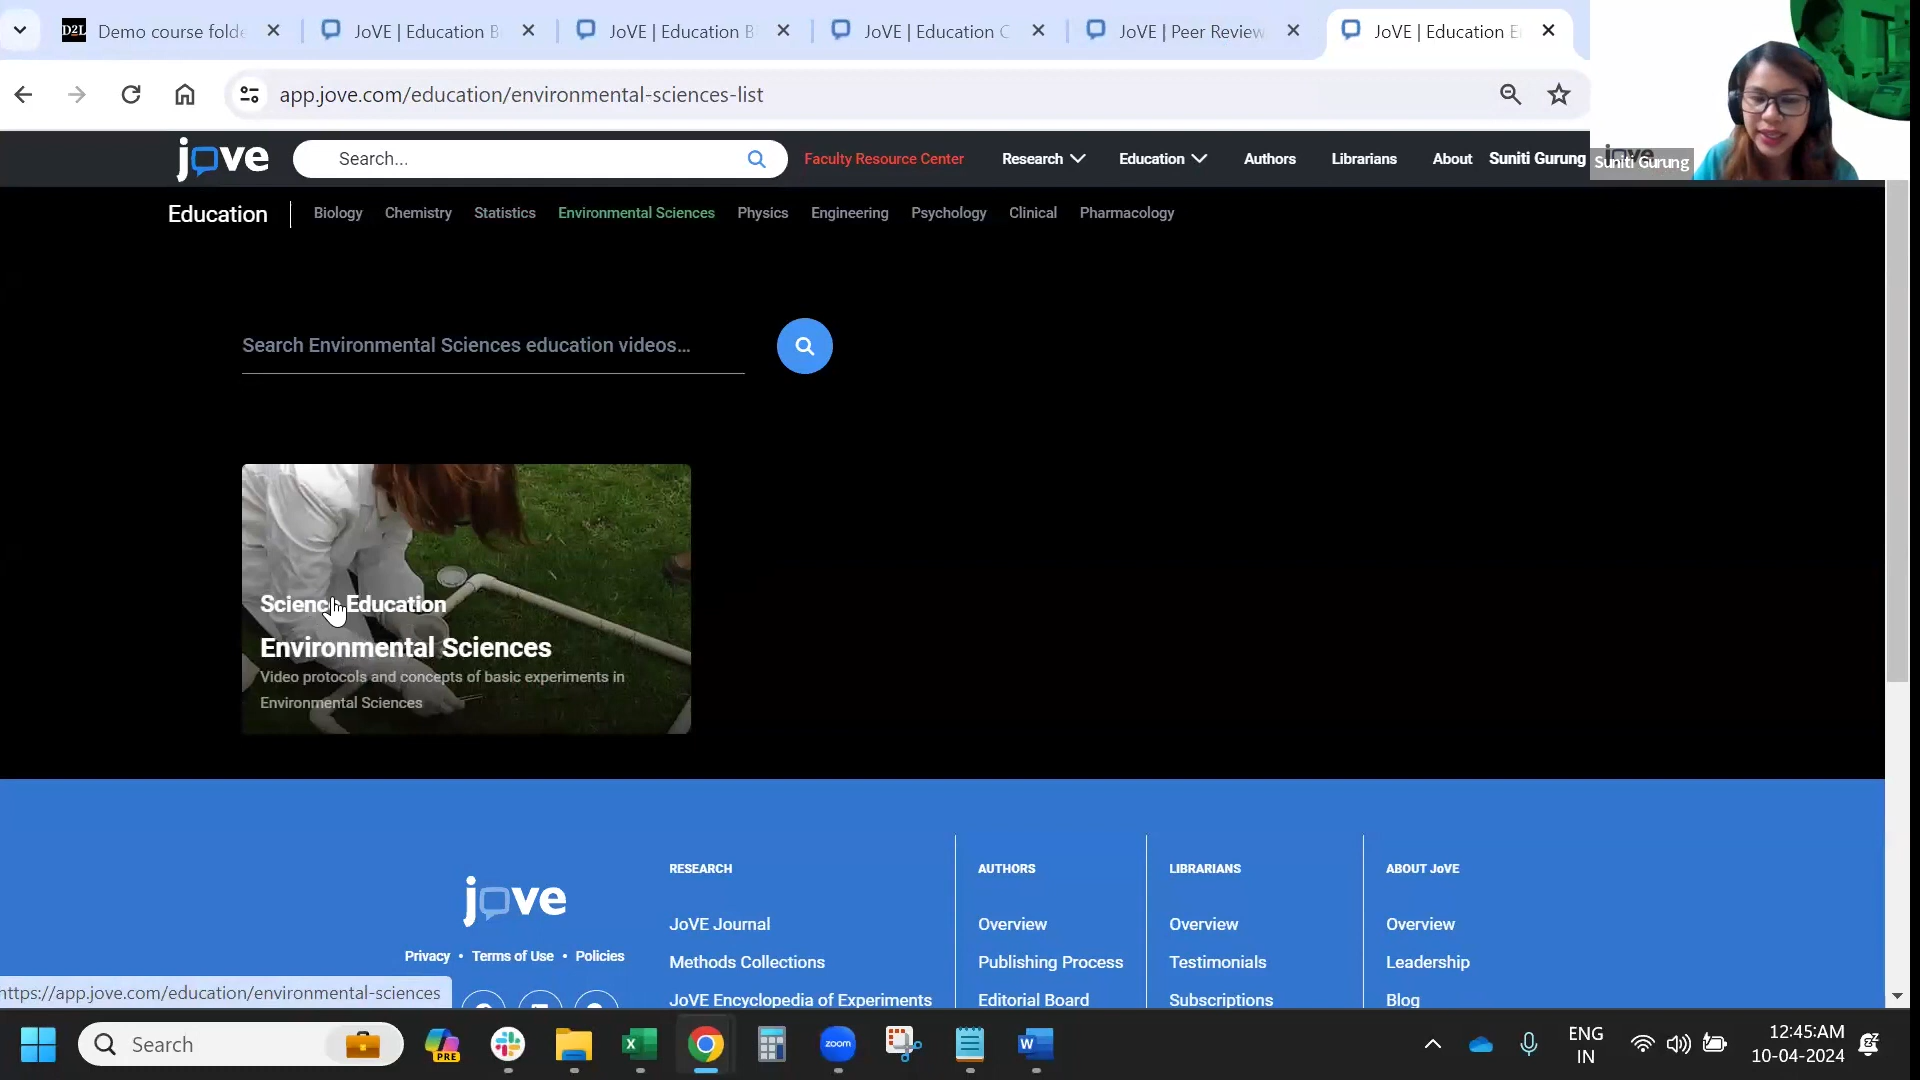 D2L Demo course folde
JoVE | Education B
JoVE | Education B
JoVE | Education C
JoVE | Peer Review
JoVE | Education E
app.jove.com/education/environmental-sciences-list
jove
Search...
Faculty Resource Center
Research
Education
Authors
Librarians
About
Suniti Gurung
Suniti Gurung
Education
Biology
Chemistry
Statistics
Environmental Sciences
Physics
Engineering
Psychology
Clinical
Pharmacology
Search Environmental Sciences education videos...
Science Education
Environmental Sciences
Video protocols and concepts of basic experiments in
Environmental Sciences
jove
Privacy • Terms of Use • Policies
RESEARCH
JoVE Journal
Methods Collections
JoVE Encyclopedia of Experiments
AUTHORS
Overview
Publishing Process
Editorial Board
LIBRARIANS
Overview
Testimonials
Subscriptions
ABOUT JoVE
Overview
Leadership
Blog
https://app.jove.com/education/environmental-sciences
Search
PRE
zoom
ENG
IN
12:45:AM
10-04-2024